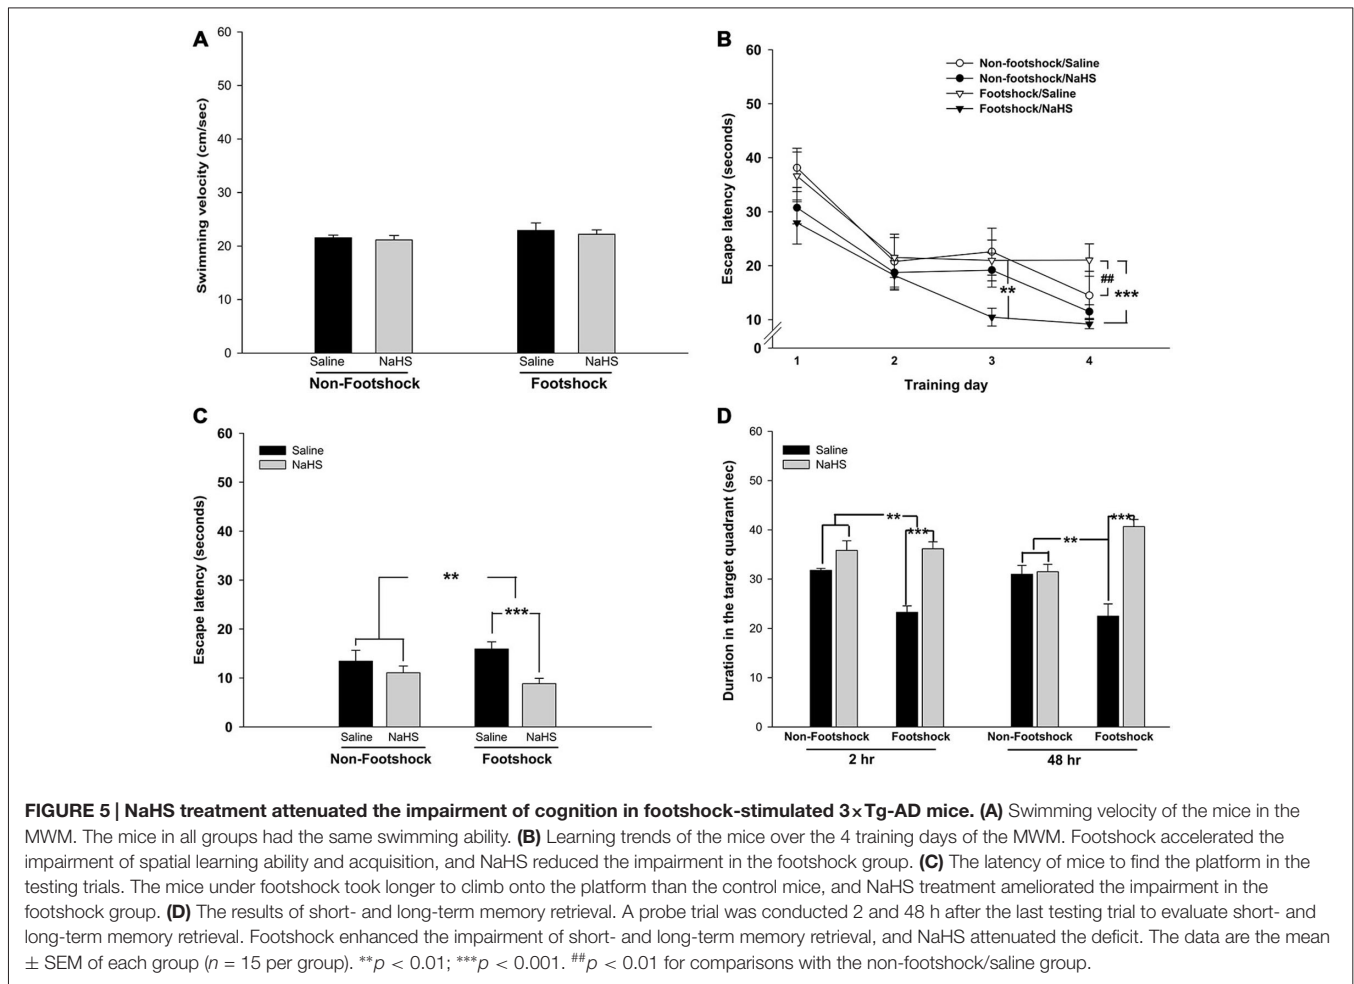 A
60
50
40
30
20
10
0
Swimming velocity (cm/sec)
Saline NaHS Saline NaHS
Non-Footshock Footshock
B
60
50
40
30
20
10
0
Escape latency (seconds)
Non-footshock/Saline
Non-footshock/NaHS
Footshock/Saline
Footshock/NaHS
**
##
***
1 2 3 4
Training day
C
60
50
40
30
20
10
0
Escape latency (seconds)
Saline
NaHS
**
***
Saline NaHS Saline NaHS
Non-Footshock Footshock
D
60
50
40
30
20
10
0
Duration in the target quadrant (sec)
Saline
NaHS
**
***
**
***
Non-Footshock Footshock Non-Footshock Footshock
2 hr 48 hr
FIGURE 5 | NaHS treatment attenuated the impairment of cognition in footshock-stimulated 3×Tg-AD mice. (A) Swimming velocity of the mice in the
MWM. The mice in all groups had the same swimming ability. (B) Learning trends of the mice over the 4 training days of the MWM. Footshock accelerated the
impairment of spatial learning ability and acquisition, and NaHS reduced the impairment in the footshock group. (C) The latency of mice to find the platform in the
testing trials. The mice under footshock took longer to climb onto the platform than the control mice, and NaHS treatment ameliorated the impairment in the
footshock group. (D) The results of short- and long-term memory retrieval. A probe trial was conducted 2 and 48 h after the last testing trial to evaluate short- and
long-term memory retrieval. Footshock enhanced the impairment of short- and long-term memory retrieval, and NaHS attenuated the deficit. The data are the mean
± SEM of each group (n = 15 per group). **p < 0.01; ***p < 0.001. ##p < 0.01 for comparisons with the non-footshock/saline group.